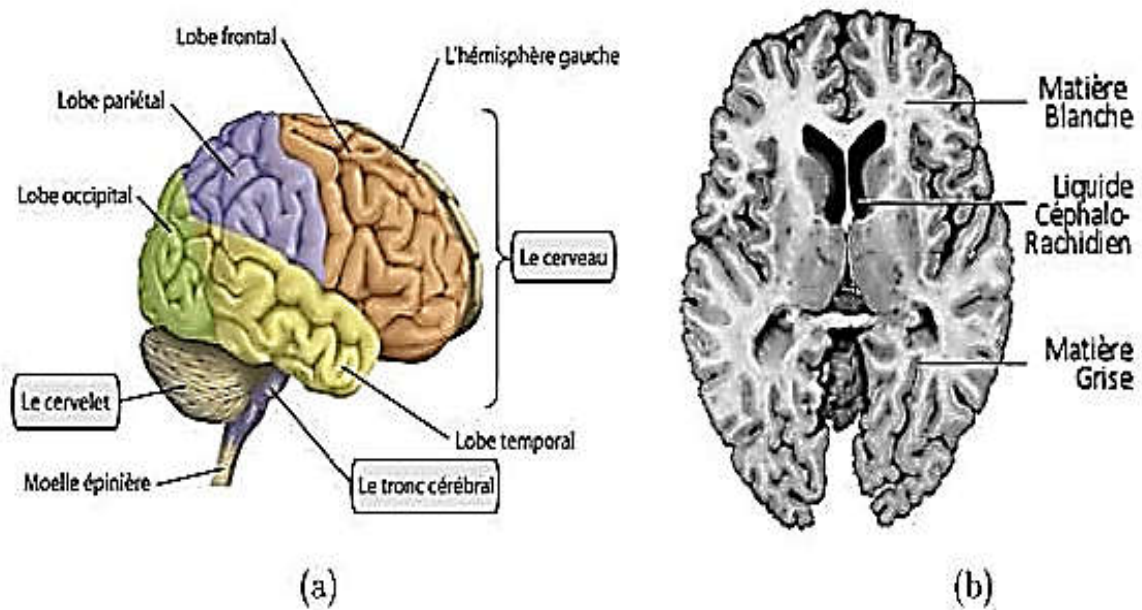 Lobe frontal
L'hémisphère gauche
Lobe pariétal
Lobe occipital
Le cerveau
Le cervelet
Lobe temporal
Moelle épinière
Le tronc cérébral
(a)
Matière
Blanche
Liquide
Céphalo-
Rachidien
Matière
Grise
(b)